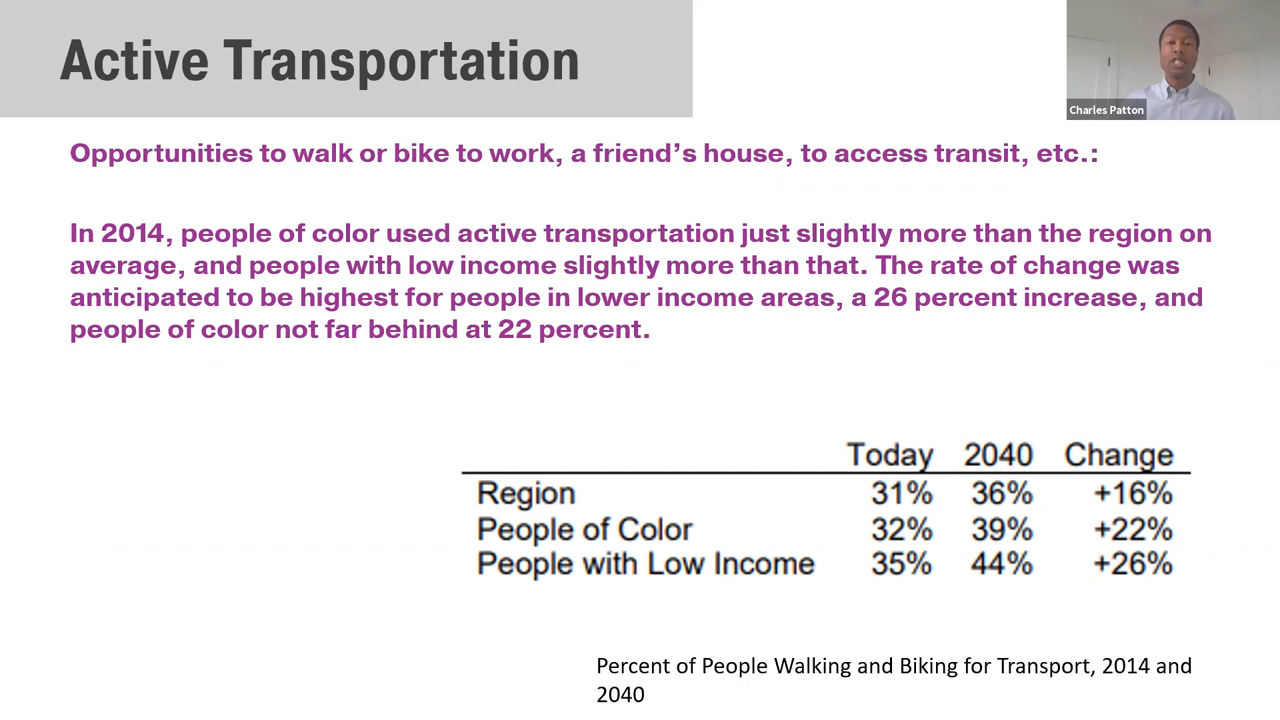 Active Transportation
Charles Patton
Opportunities to walk or bike to work, a friend’s house, to access transit, etc.:
In 2014, people of color used active transportation just slightly more than the region on
average, and people with low income slightly more than that. The rate of change was
anticipated to be highest for people in lower income areas, a 26 percent increase, and
people of color not far behind at 22 percent.
Today 2040 Change
Region 31% 36% +16%
People of Color 32% 39% +22%
People with Low Income 35% 44% +26%
Percent of People Walking and Biking for Transport, 2014 and
2040